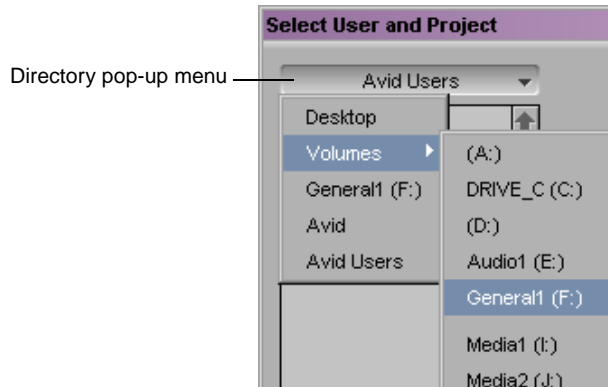 Select User and Project
Directory pop-up menu
Avid Users
Desktop
Volumes
General1 (F:)
Avid
Avid Users
(A:)
DRIVE_C (C:)
(D:)
Audio1 (E:)
General1 (F:)
Media1 (I:)
Media2 (J:)